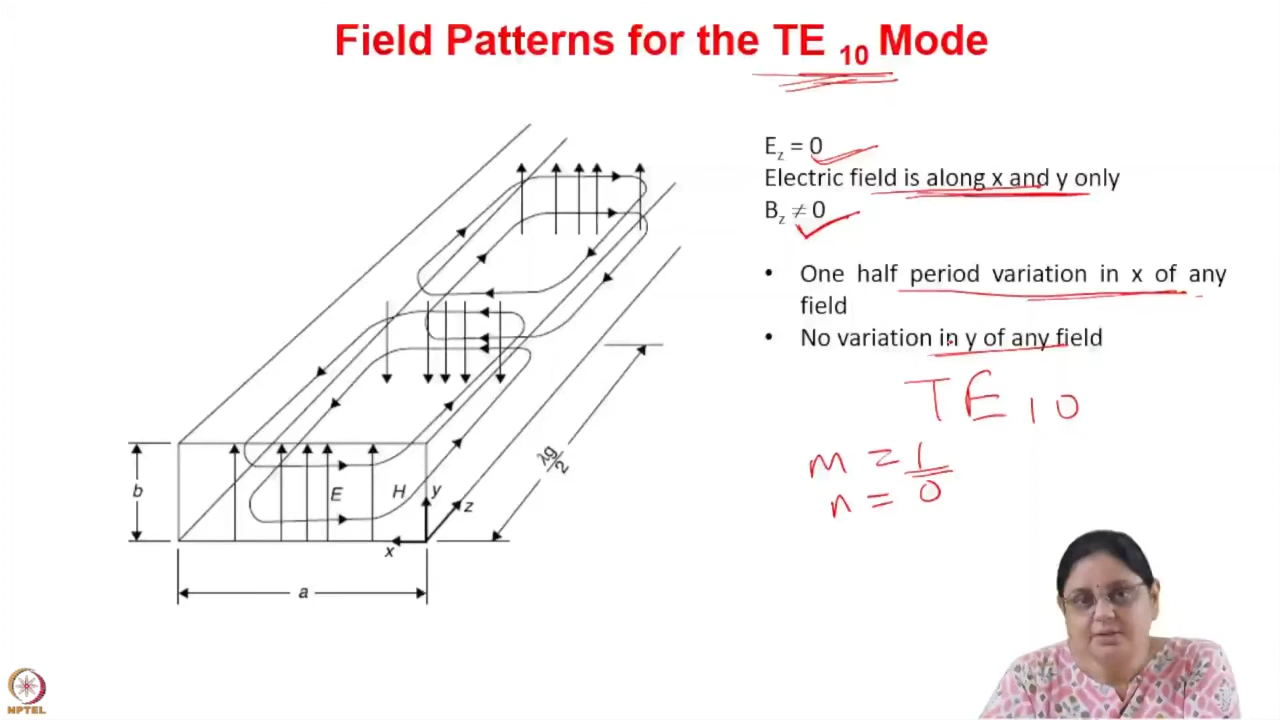 Field Patterns for the TE 10 Mode
Ez = 0
Electric field is along x and y only
Bz ≠ 0
• One half period variation in x of any
field
• No variation in y of any field
TE10
m = 1
n = 0
b
E
H
y
z
x
λg/2
a
NPTEL